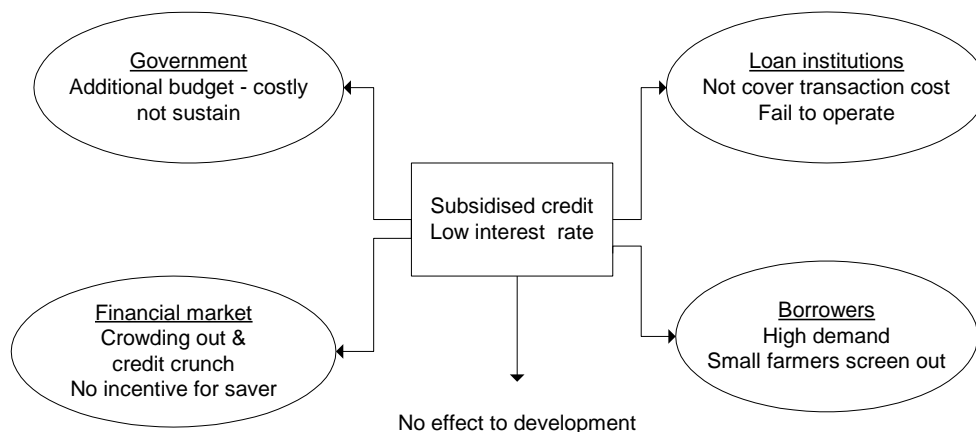 Government
Additional budget - costly
not sustain
Loan institutions
Not cover transaction cost
Fail to operate
Subsidised credit
Low interest rate
Financial market
Crowding out &
credit crunch
No incentive for saver
Borrowers
High demand
Small farmers screen out
No effect to development